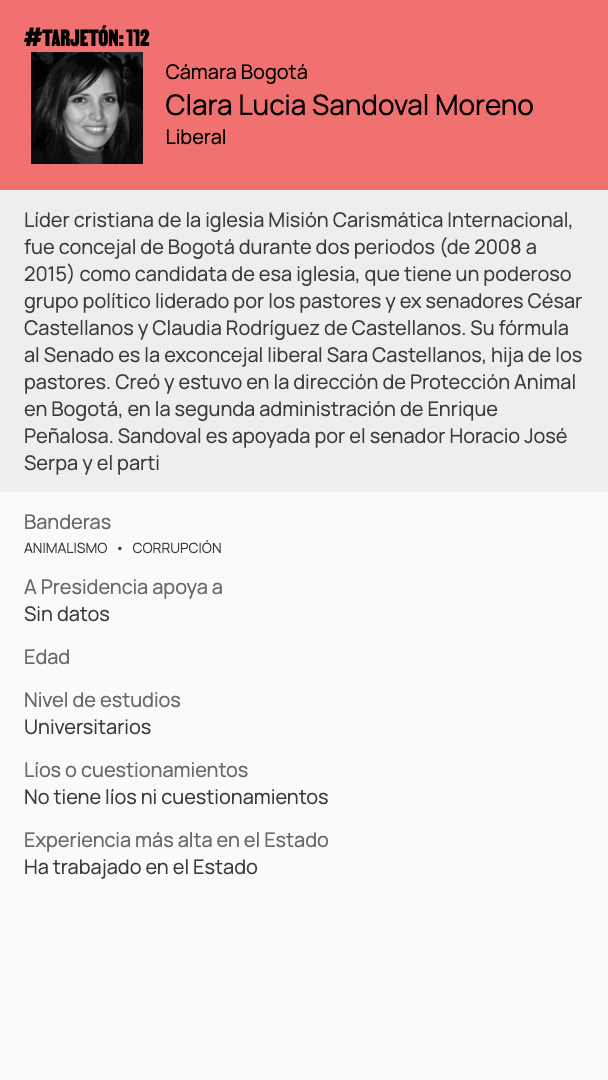 #TARJETÓN: 112
Cámara Bogotá
Clara Lucia Sandoval Moreno
Liberal
Líder cristiana de la iglesia Misión Carismática Internacional,
fue concejal de Bogotá durante dos periodos (de 2008 a
2015) como candidata de esa iglesia, que tiene un poderoso
grupo político liderado por los pastores y ex senadores César
Castellanos y Claudia Rodríguez de Castellanos. Su fórmula
al Senado es la exconcejal liberal Sara Castellanos, hija de los
pastores. Creó y estuvo en la dirección de Protección Animal
en Bogotá, en la segunda administración de Enrique
Peñalosa. Sandoval es apoyada por el senador Horacio José
Serpa y el parti
Banderas
ANIMALISMO • CORRUPCIÓN
A Presidencia apoya a
Sin datos
Edad
Nivel de estudios
Universitarios
Líos o cuestionamientos
No tiene líos ni cuestionamientos
Experiencia más alta en el Estado
Ha trabajado en el Estado